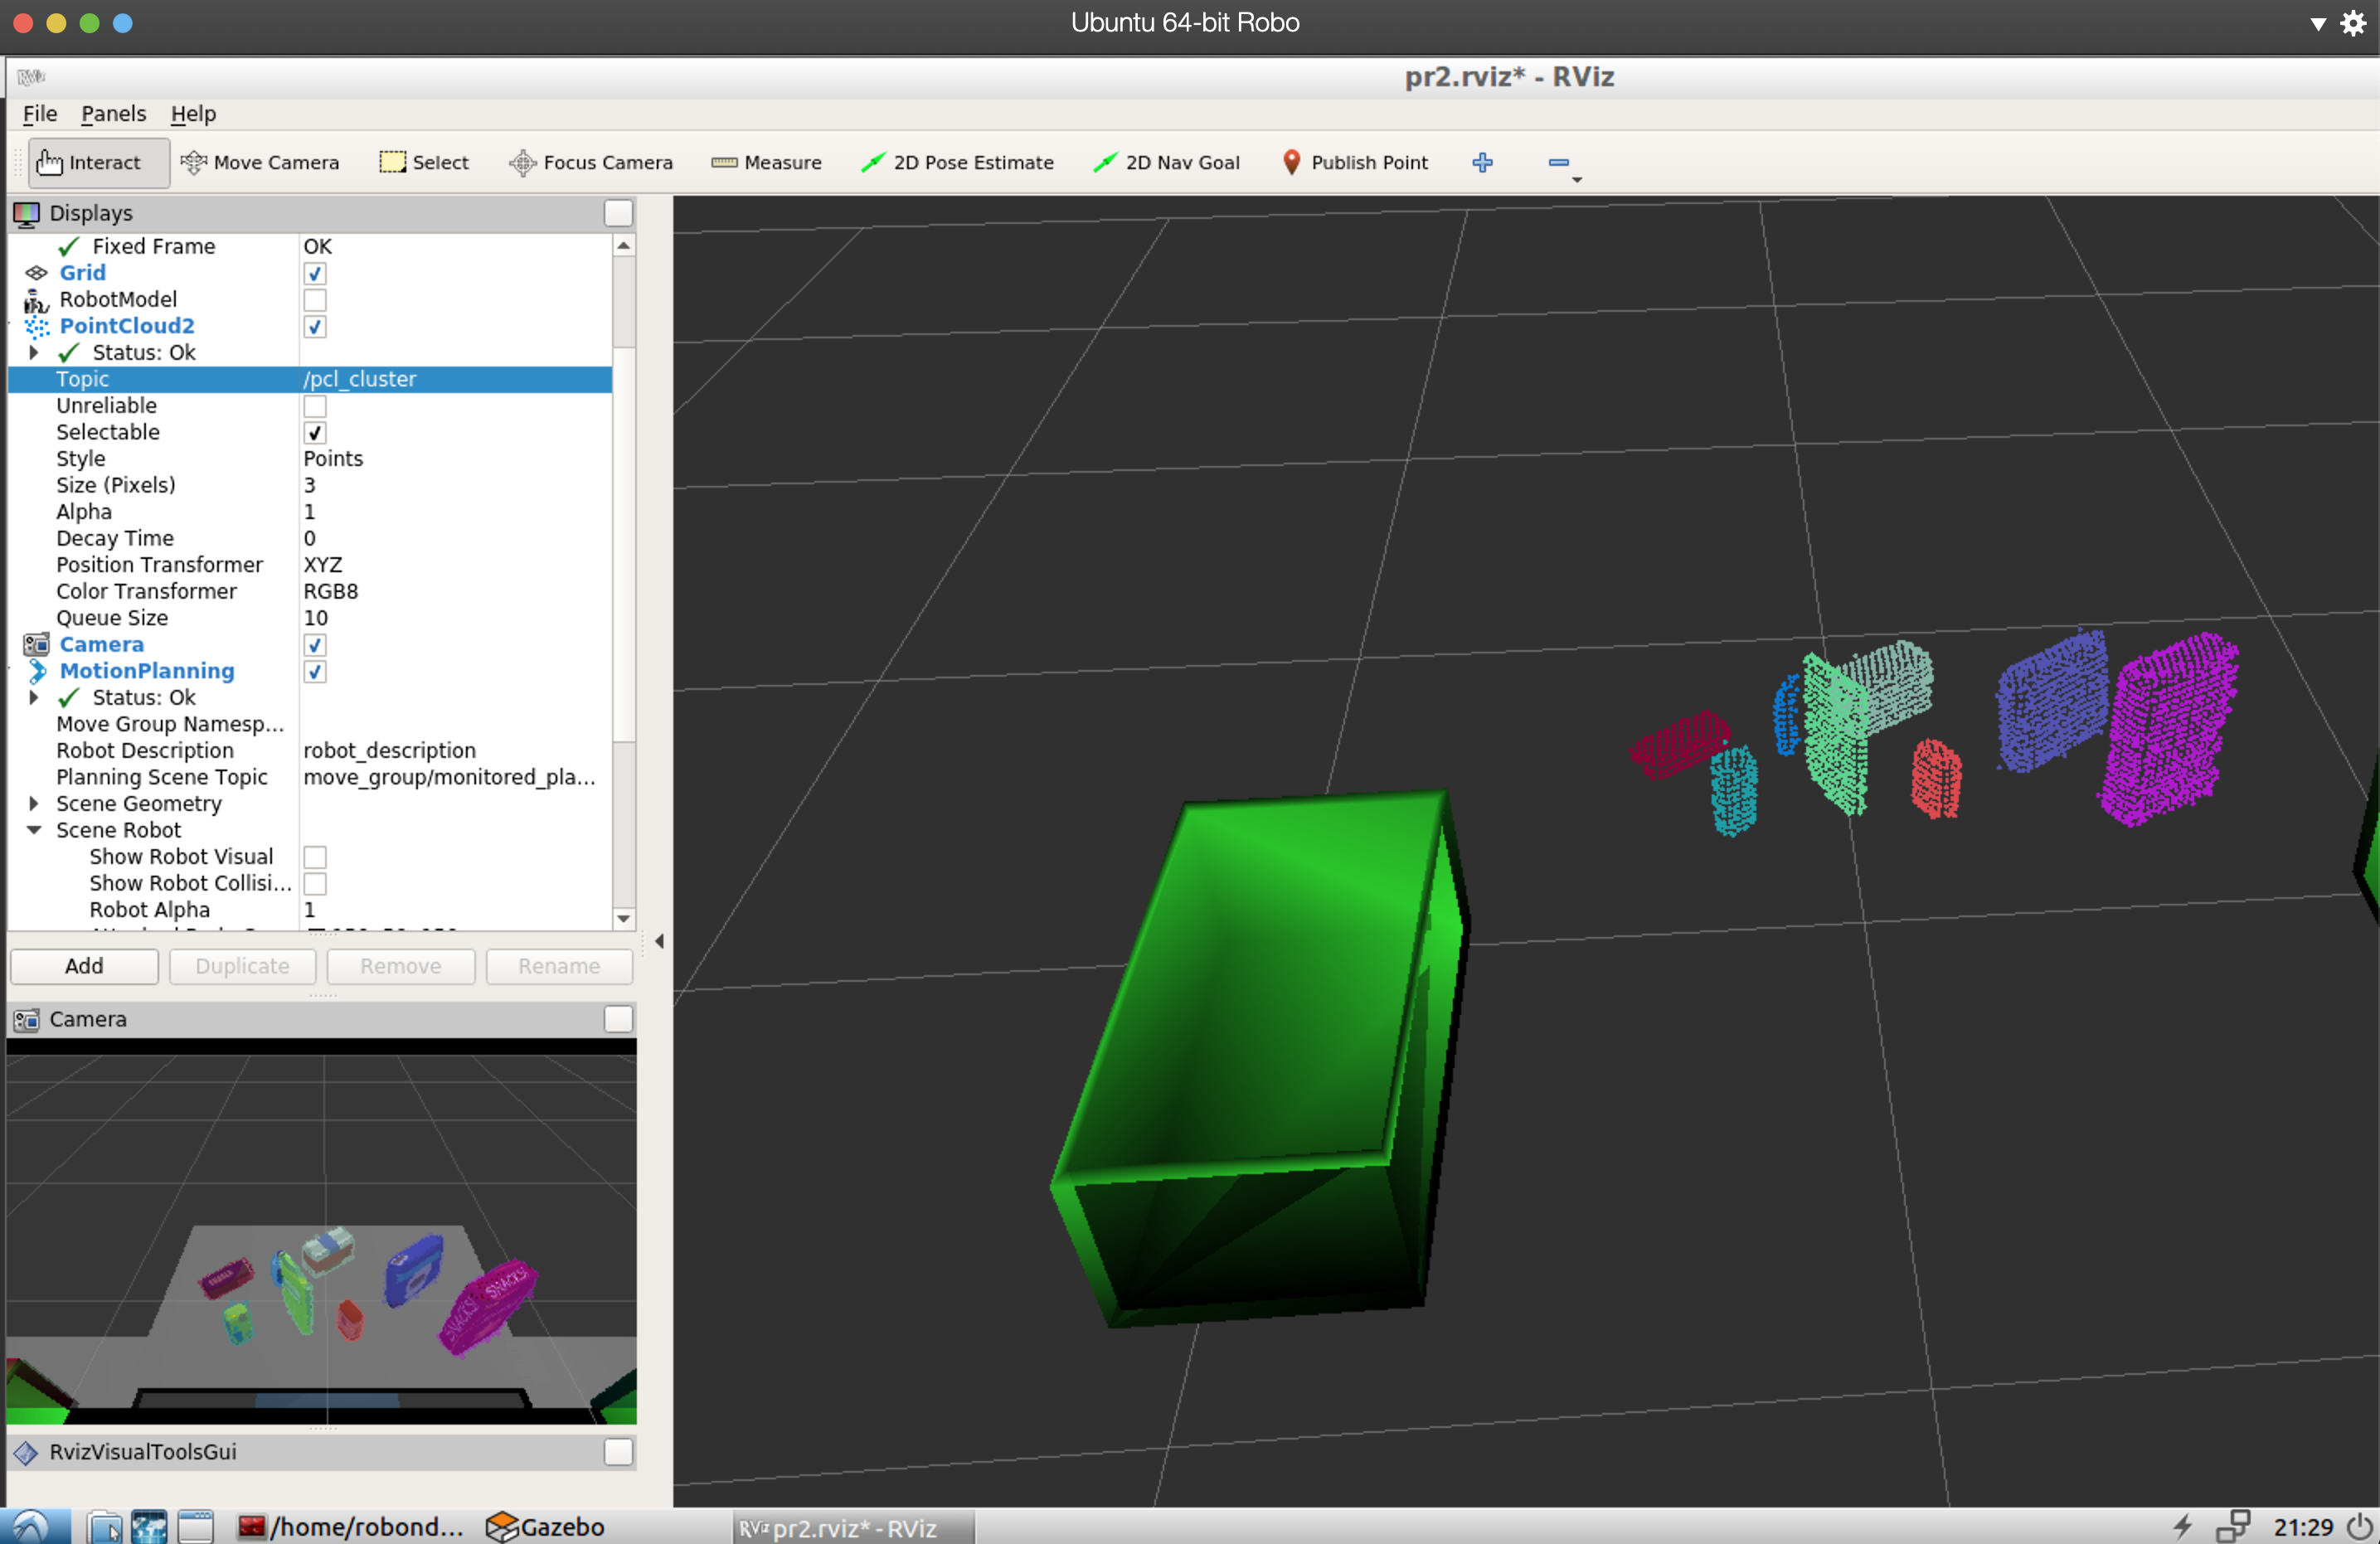 Ubuntu 64-bit Robo
RViz
pr2.rviz* - RViz
File Panels Help
Interact Move Camera Select Focus Camera Measure 2D Pose Estimate 2D Nav Goal Publish Point
Displays
Fixed Frame OK
Grid
RobotModel
PointCloud2
Status: Ok
Topic /pcl_cluster
Unreliable
Selectable
Style Points
Size (Pixels) 3
Alpha 1
Decay Time 0
Position Transformer XYZ
Color Transformer RGB8
Queue Size 10
Camera
MotionPlanning
Status: Ok
Move Group Namesp...
Robot Description robot_description
Planning Scene Topic move_group/monitored_pla...
Scene Geometry
Scene Robot
Show Robot Visual
Show Robot Collisi...
Robot Alpha 1
Add Duplicate Remove Rename
Camera
SNACKS!
SNACKS!
RvizVisualToolsGui
/home/robond... Gazebo RViz pr2.rviz* - RViz 21:29